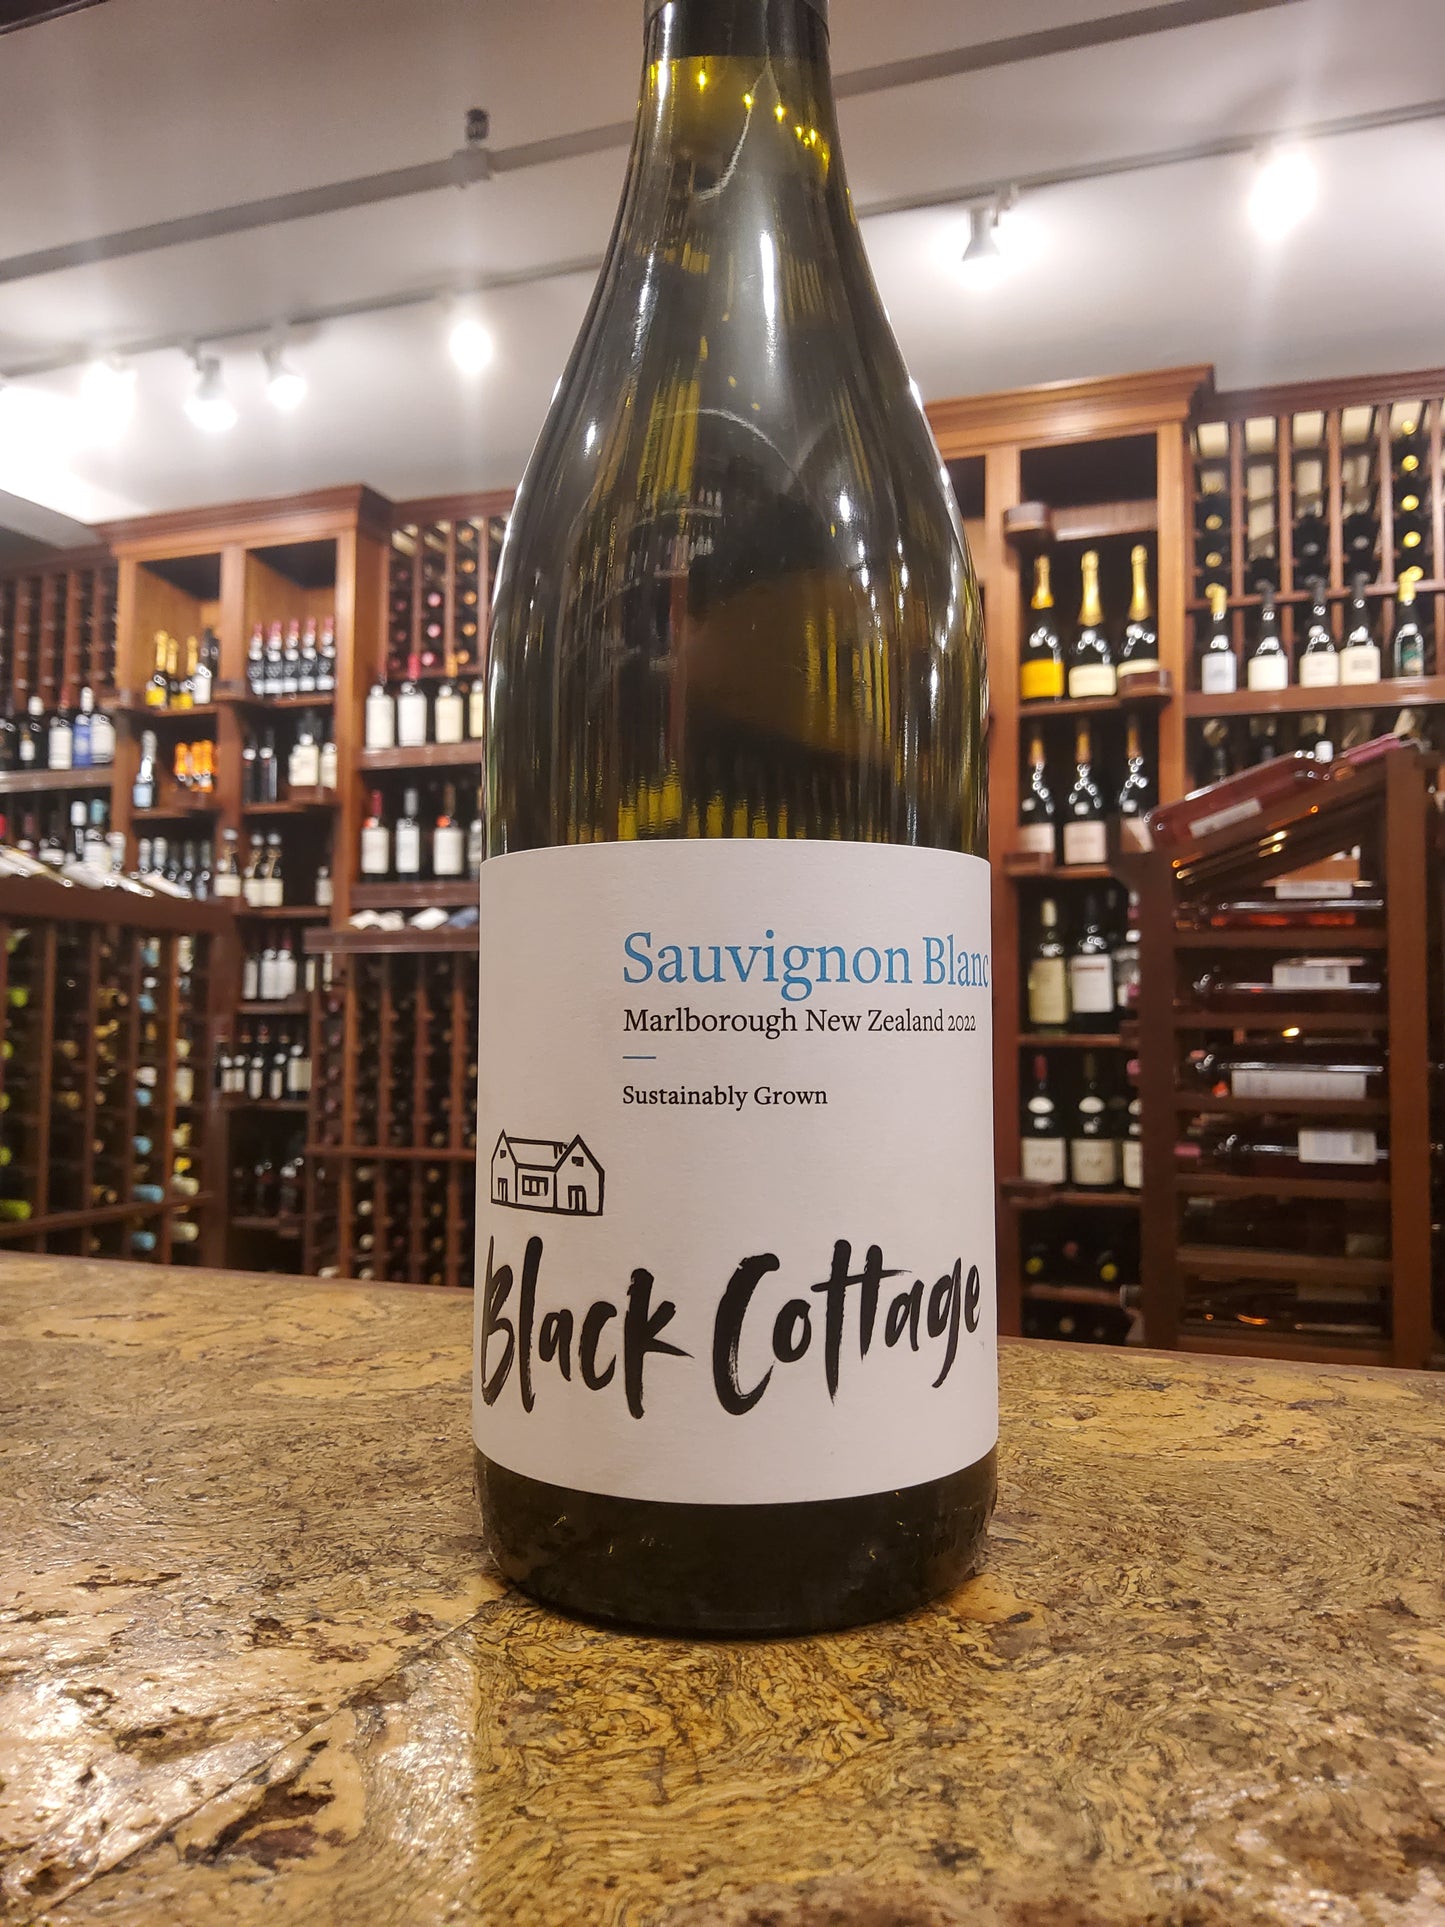 Sauvignon Blanc
Marlborough New Zealand 2022
Sustainably Grown
Black Cottage